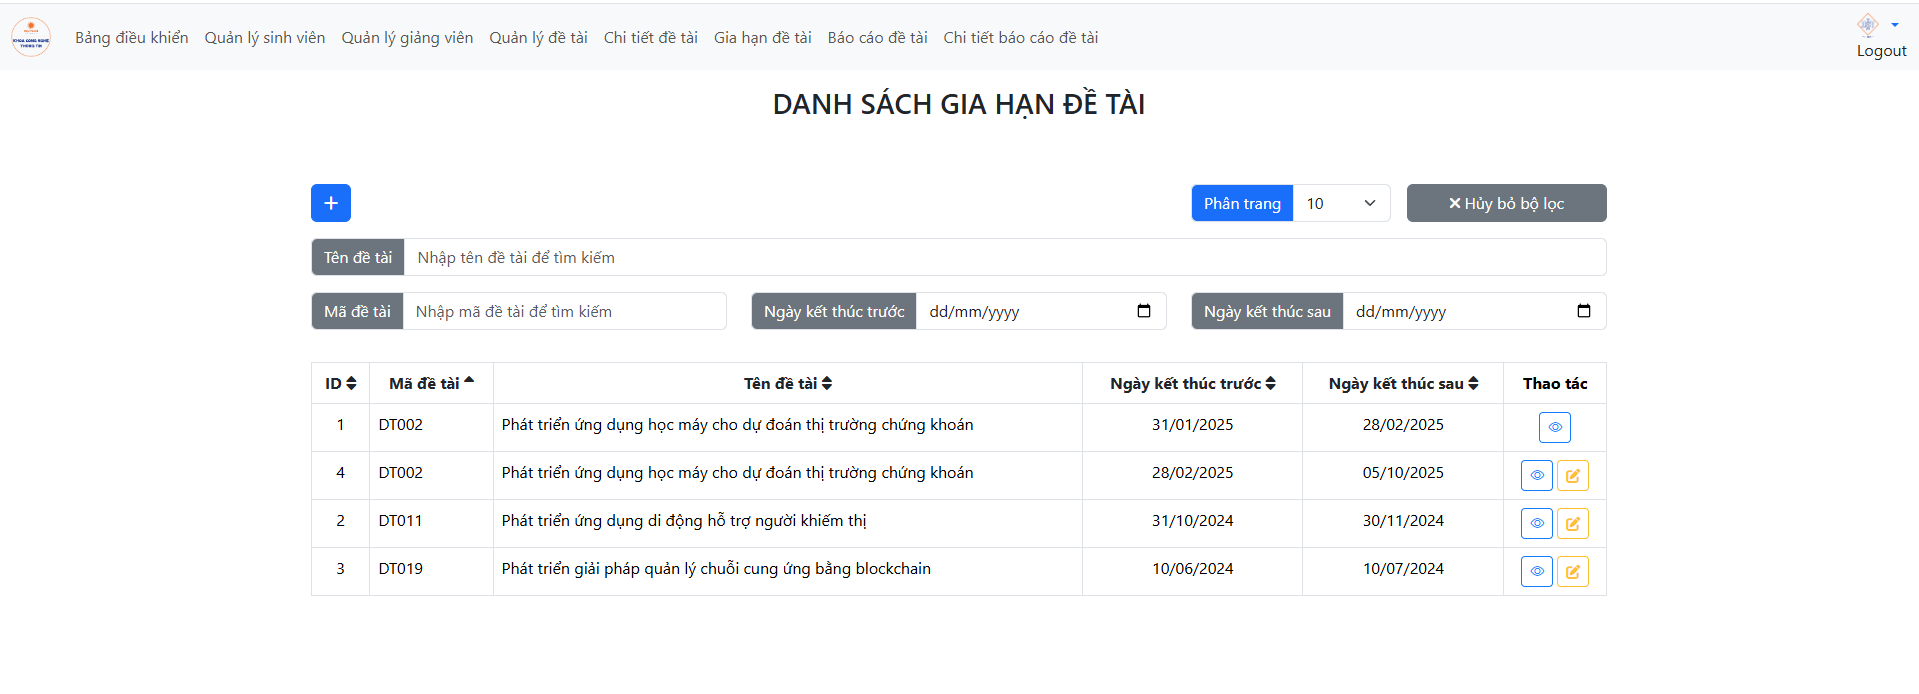 KHOA CÔNG NGHỆ
THÔNG TIN
Bảng điều khiển Quản lý sinh viên Quản lý giảng viên Quản lý đề tài Chi tiết đề tài Gia hạn đề tài Báo cáo đề tài Chi tiết báo cáo đề tài
Logout
DANH SÁCH GIA HẠN ĐỀ TÀI
+ Phân trang 10 × Hủy bỏ bộ lọc
Tên đề tài Nhập tên đề tài để tìm kiếm
Mã đề tài Nhập mã đề tài để tìm kiếm Ngày kết thúc trước dd/mm/yyyy Ngày kết thúc sau dd/mm/yyyy
ID Mã đề tài Tên đề tài Ngày kết thúc trước Ngày kết thúc sau Thao tác
1 DT002 Phát triển ứng dụng học máy cho dự đoán thị trường chứng khoán 31/01/2025 28/02/2025
4 DT002 Phát triển ứng dụng học máy cho dự đoán thị trường chứng khoán 28/02/2025 05/10/2025
2 DT011 Phát triển ứng dụng di động hỗ trợ người khiếm thị 31/10/2024 30/11/2024
3 DT019 Phát triển giải pháp quản lý chuỗi cung ứng bằng blockchain 10/06/2024 10/07/2024